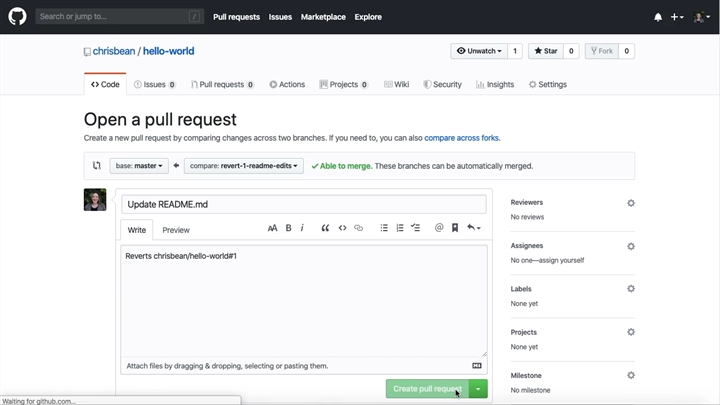 Search or jump to... /
Pull requests Issues Marketplace Explore
chrisbean / hello-world
Unwatch 1 Star 0 Fork 0
Code Issues 0 Pull requests 0 Actions Projects 0 Wiki Security Insights Settings
Open a pull request
Create a new pull request by comparing changes across two branches. If you need to, you can also compare across forks.
base: master compare: revert-1-readme-edits Able to merge. These branches can be automatically merged.
Update README.md
Write Preview AA B i
Reverts chrisbean/hello-world#1
Attach files by dragging & dropping, selecting or pasting them.
Create pull request
Reviewers
No reviews
Assignees
No one—assign yourself
Labels
None yet
Projects
None yet
Milestone
No milestone
Waiting for github.com...